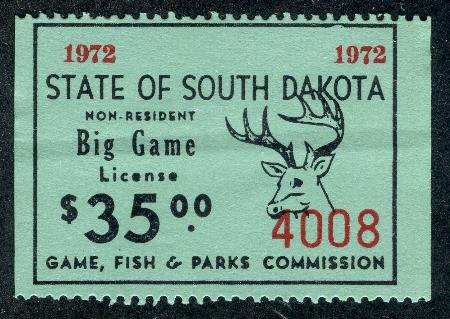 1972 1972
STATE OF SOUTH DAKOTA
NON-RESIDENT
Big Game
License
$35.00
4008
GAME, FISH & PARKS COMMISSION